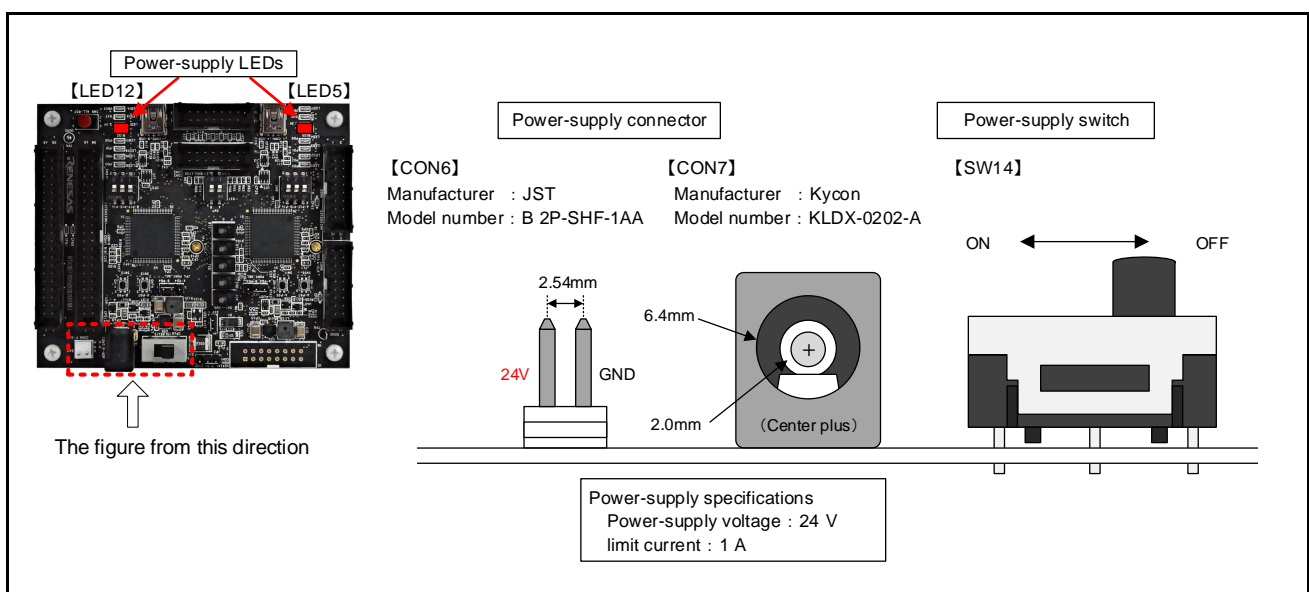 Power-supply LEDs
【LED12】
【LED5】
RENESAS
The figure from this direction
Power-supply connector
【CON6】
Manufacturer : JST
Model number : B 2P-SHF-1AA
【CON7】
Manufacturer : Kycon
Model number : KLDX-0202-A
2.54mm
24V
GND
6.4mm
2.0mm
+
（Center plus）
Power-supply switch
【SW14】
ON
OFF
Power-supply specifications
Power-supply voltage : 24 V
limit current : 1 A